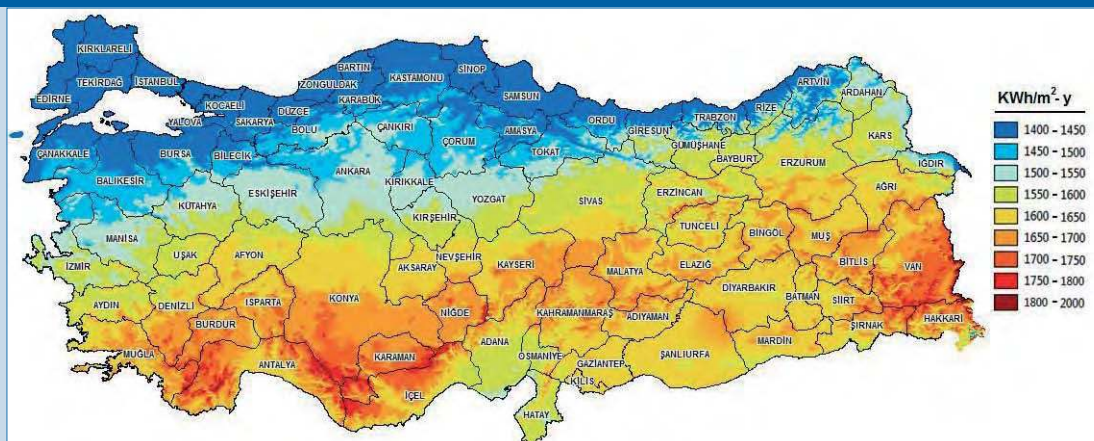 KIRKLARELİ
TEKİRDAĞ İSTANBUL
EDİRNE
KOCAELİ
YALOVA SAKARYA DÜZCE
ZONGULDAK BARTIN
KARABÜK KASTAMONU SİNOP
SAMSUN
BOLU ÇANKIRI ÇORUM AMASYA
TOKAT ORDU GİRESUN TRABZON RİZE ARTVİN
ARDAHAN
GÜMÜŞHANE BAYBURT ERZURUM KARS
IĞDIR
ÇANAKKALE BURSA BİLECİK
BALIKESİR ESKİŞEHİR ANKARA KIRIKKALE
KÜTAHYA KIRŞEHİR YOZGAT SİVAS ERZİNCAN
AĞRI
MANİSA UŞAK AFYON
TUNCELİ BİNGÖL MUŞ
İZMİR AKSARAY NEVŞEHİR KAYSERİ MALATYA ELAZIĞ BİTLİS VAN
AYDIN DENİZLİ ISPARTA KONYA NİĞDE
DİYARBAKIR BATMAN SİİRT
BURDUR KAHRAMANMARAŞ ADIYAMAN
ŞIRNAK HAKKARİ
MUĞLA ANTALYA KARAMAN ADANA OSMANİYE GAZİANTEP ŞANLIURFA MARDİN
İÇEL KİLİS
HATAY
KWh/m²- y
1400 - 1450
1450 - 1500
1500 - 1550
1550 - 1600
1600 - 1650
1650 - 1700
1700 - 1750
1750 - 1800
1800 - 2000